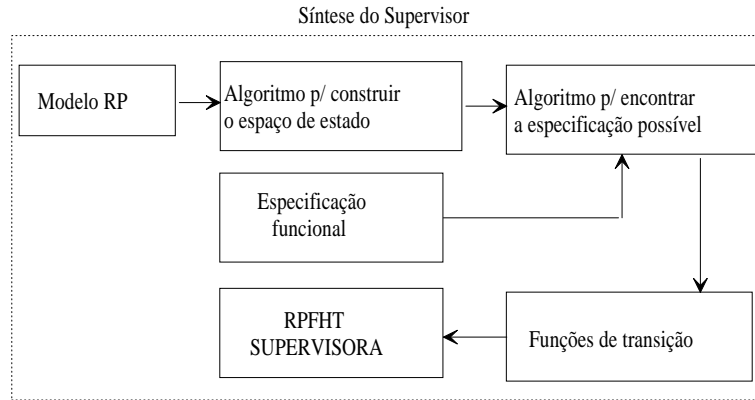 Síntese do Supervisor
Modelo RP
Algoritmo p/ construir
o espaço de estado
Algoritmo p/ encontrar
a especificação possível
Especificação
funcional
RPFHT
SUPERVISORA
Funções de transição